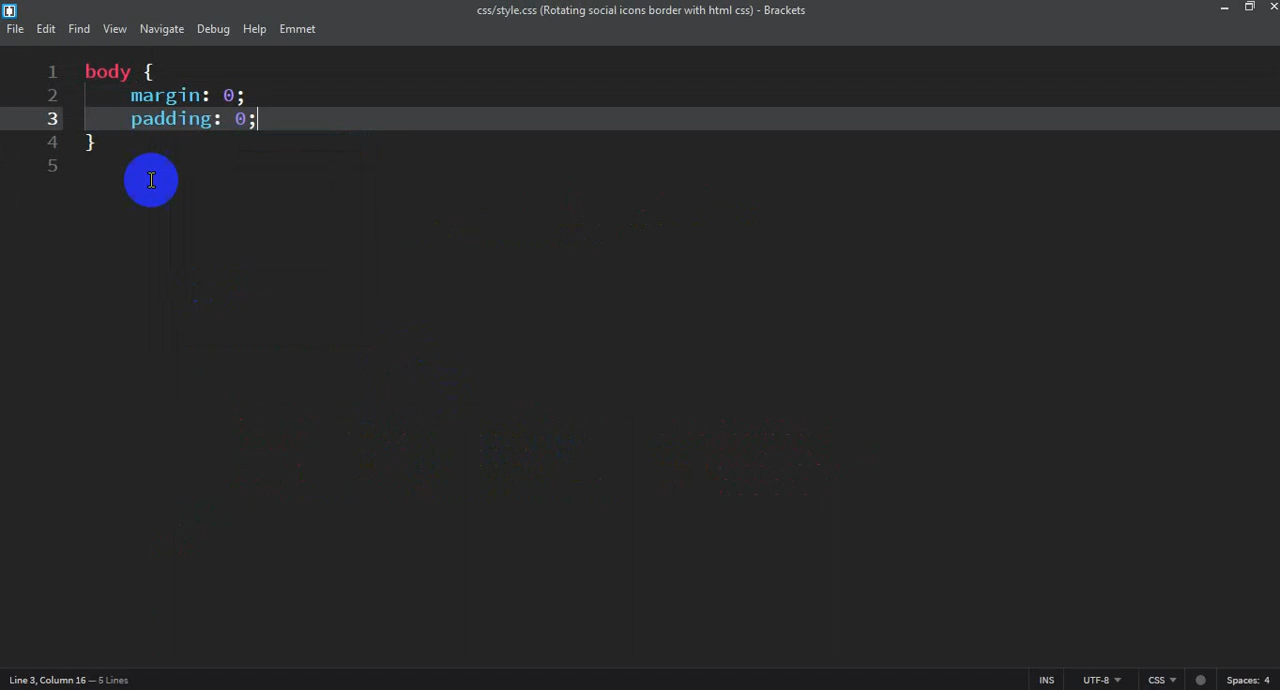 css/style.css (Rotating social icons border with html css) - Brackets
File Edit Find View Navigate Debug Help Emmet
1 body {
2 margin: 0;
3 padding: 0;
4 }
5
Line 3, Column 16 — 5 Lines INS UTF-8 CSS Spaces: 4